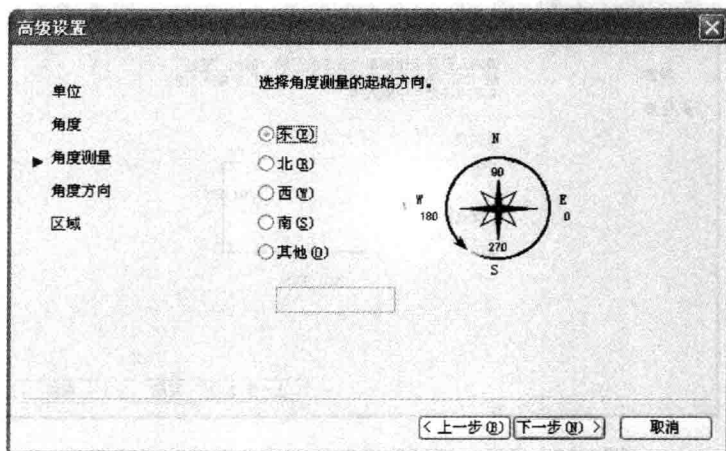 高级设置
单位
角度
角度测量
角度方向
区域
选择角度测量的起始方向。
东(E)
北(R)
西(W)
南(S)
其他(O)
N
90
W
180
E
0
270
S
< 上一步(B)
下一步(N) >
取消